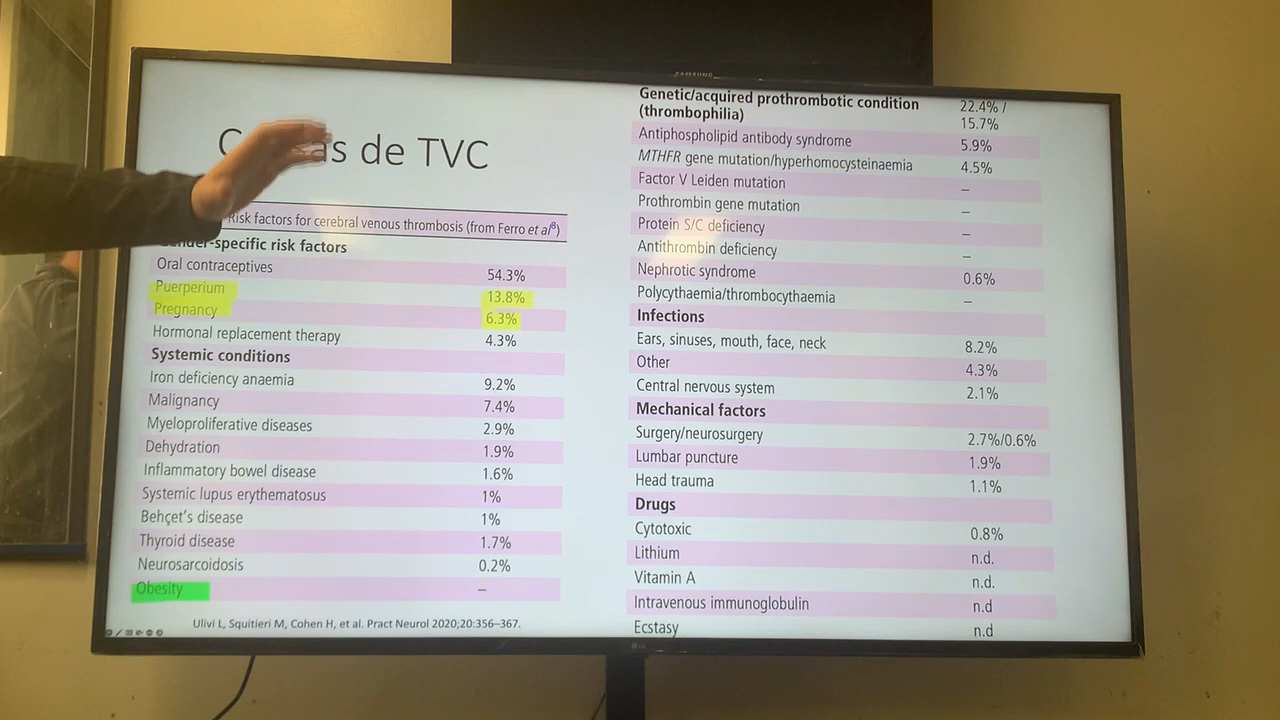 SAMSUNG
as de TVC
Risk factors for cerebral venous thrombosis (from Ferro et al⁸)
-specific risk factors
Oral contraceptives 54.3%
Puerperium 13.8%
Pregnancy 6.3%
Hormonal replacement therapy 4.3%
Systemic conditions
Iron deficiency anaemia 9.2%
Malignancy 7.4%
Myeloproliferative diseases 2.9%
Dehydration 1.9%
Inflammatory bowel disease 1.6%
Systemic lupus erythematosus 1%
Behçet's disease 1%
Thyroid disease 1.7%
Neurosarcoidosis 0.2%
Obesity –
Ulivi L, Squitieri M, Cohen H, et al. Pract Neurol 2020;20:356–367.
Genetic/acquired prothrombotic condition 22.4% /
(thrombophilia) 15.7%
Antiphospholipid antibody syndrome 5.9%
MTHFR gene mutation/hyperhomocysteinaemia 4.5%
Factor V Leiden mutation –
Prothrombin gene mutation –
Protein S/C deficiency –
Antithrombin deficiency –
Nephrotic syndrome 0.6%
Polycythaemia/thrombocythaemia –
Infections
Ears, sinuses, mouth, face, neck 8.2%
Other 4.3%
Central nervous system 2.1%
Mechanical factors
Surgery/neurosurgery 2.7%/0.6%
Lumbar puncture 1.9%
Head trauma 1.1%
Drugs
Cytotoxic 0.8%
Lithium n.d.
Vitamin A n.d.
Intravenous immunoglobulin n.d
Ecstasy n.d
LG